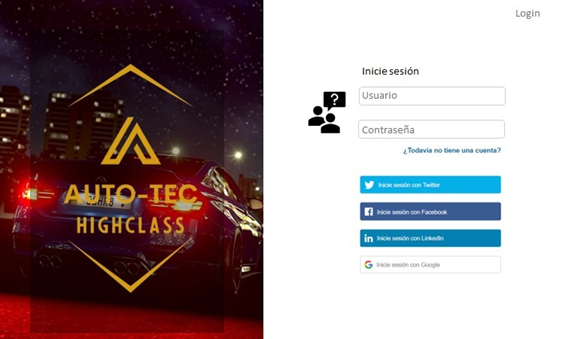 Login
Inicie sesión
?
Usuario
Contraseña
¿Todavía no tiene una cuenta?
Inicie sesión con Twitter
Inicie sesión con Facebook
in Inicie sesión con LinkedIn
G Inicie sesión con Google
AUTO-TEC
HIGHCLASS